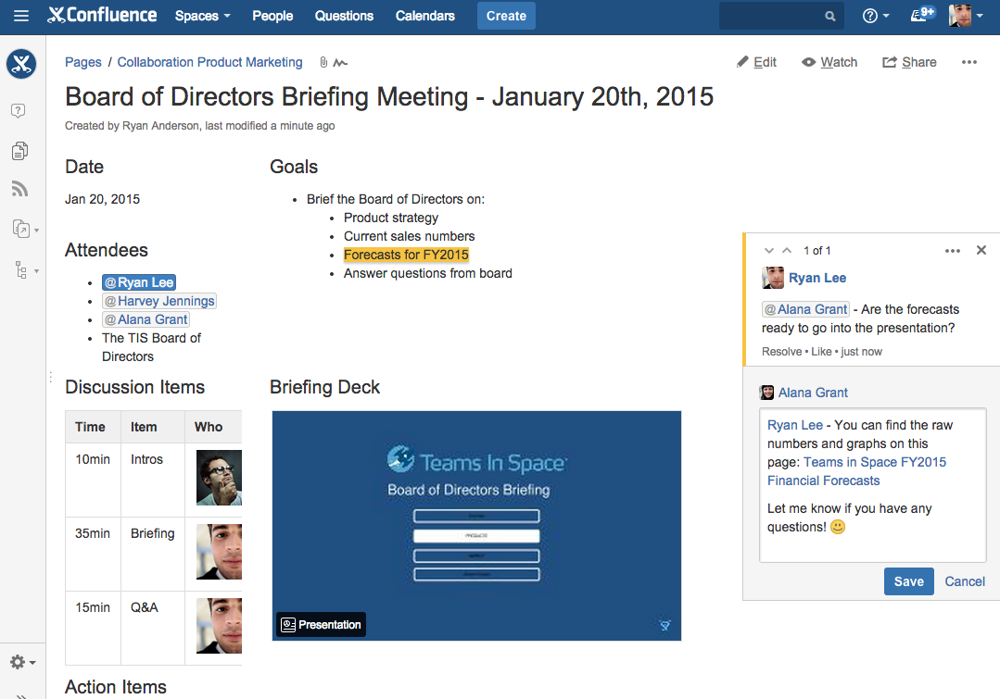 Confluence Spaces People Questions Calendars Create 9+
Pages / Collaboration Product Marketing
Edit Watch Share
Board of Directors Briefing Meeting - January 20th, 2015
Created by Ryan Anderson, last modified a minute ago
Date
Jan 20, 2015
Attendees
@Ryan Lee
@Harvey Jennings
@Alana Grant
The TIS Board of
Directors
Goals
Brief the Board of Directors on:
Product strategy
Current sales numbers
Forecasts for FY2015
Answer questions from board
Discussion Items
Time Item Who
10min Intros
35min Briefing
15min Q&A
Action Items
Briefing Deck
Teams In Space
Board of Directors Briefing
PRODUCTS
Presentation
1 of 1
Ryan Lee
@Alana Grant - Are the forecasts
ready to go into the presentation?
Resolve • Like • just now
Alana Grant
Ryan Lee - You can find the raw
numbers and graphs on this
page: Teams in Space FY2015
Financial Forecasts
Let me know if you have any
questions!
Save Cancel